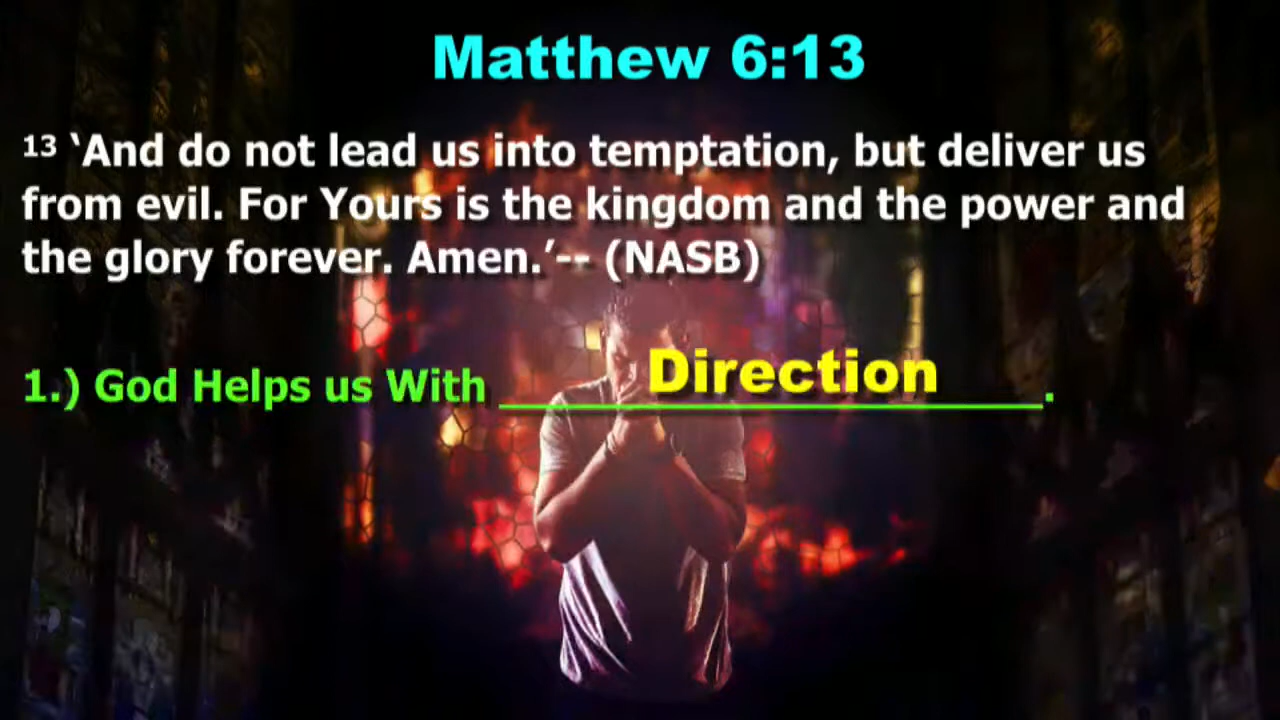 Matthew 6:13
13 ‘And do not lead us into temptation, but deliver us
from evil. For Yours is the kingdom and the power and
the glory forever. Amen.’-- (NASB)
1.) God Helps us With Direction.